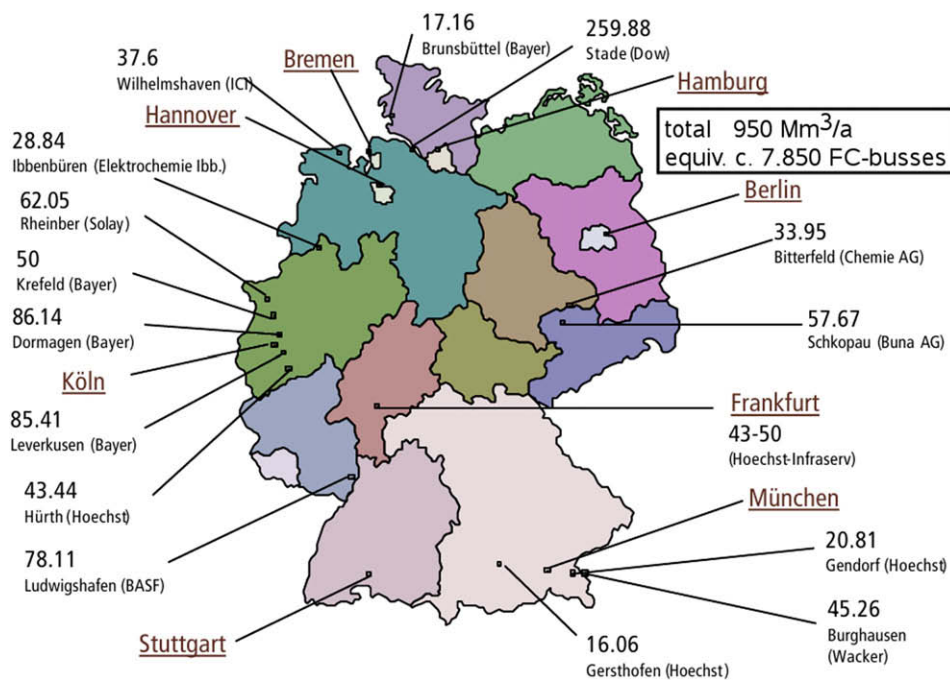 17.16
Brunsbüttel (Bayer)
259.88
Stade (Dow)
37.6
Wilhelmshaven (ICI)
Bremen
Hamburg
Hannover
total 950 Mm³/a
equiv. c. 7.850 FC-busses
28.84
Ibbenbüren (Elektrochemie Ibb.)
Berlin
62.05
Rheinber (Solay)
33.95
Bitterfeld (Chemie AG)
50
Krefeld (Bayer)
86.14
Dormagen (Bayer)
57.67
Schkopau (Buna AG)
Köln
Frankfurt
43-50
(Hoechst-Infraserv)
85.41
Leverkusen (Bayer)
43.44
Hürth (Hoechst)
München
78.11
Ludwigshafen (BASF)
20.81
Gendorf (Hoechst)
45.26
Burghausen
(Wacker)
Stuttgart
16.06
Gersthofen (Hoechst)